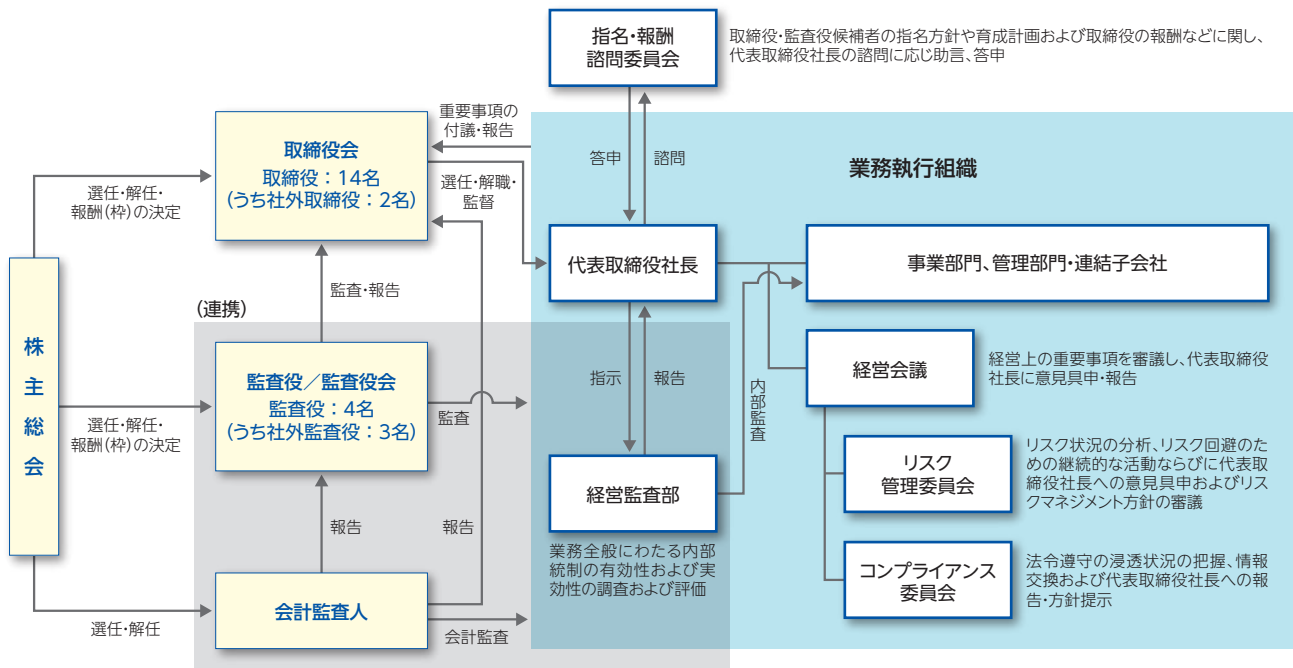 指名・報酬
諮問委員会
取締役・監査役候補者の指名方針や育成計画および取締役の報酬などに関し、
代表取締役社長の諮問に応じ助言、答申
重要事項の
付議・報告
取締役会
取締役：14名
(うち社外取締役：2名)
選任・解任・
報酬(枠)の決定
選任・解職・
監督
答申
諮問
業務執行組織
代表取締役社長
事業部門、管理部門・連結子会社
監査・報告
(連携)
株主総会
監査役／監査役会
監査役：4名
(うち社外監査役：3名)
選任・解任・
報酬(枠)の決定
監査
指示
報告
内部監査
経営会議
経営上の重要事項を審議し、代表取締役
社長に意見具申・報告
経営監査部
業務全般にわたる内部
統制の有効性および実
効性の調査および評価
リスク
管理委員会
リスク状況の分析、リスク回避のた
めの継続的な活動ならびに代表取
締役社長への意見具申およびリス
クマネジメント方針の審議
報告
報告
会計監査人
選任・解任
会計監査
コンプライアンス
委員会
法令遵守の浸透状況の把握、情報
交換および代表取締役社長への報
告・方針提示